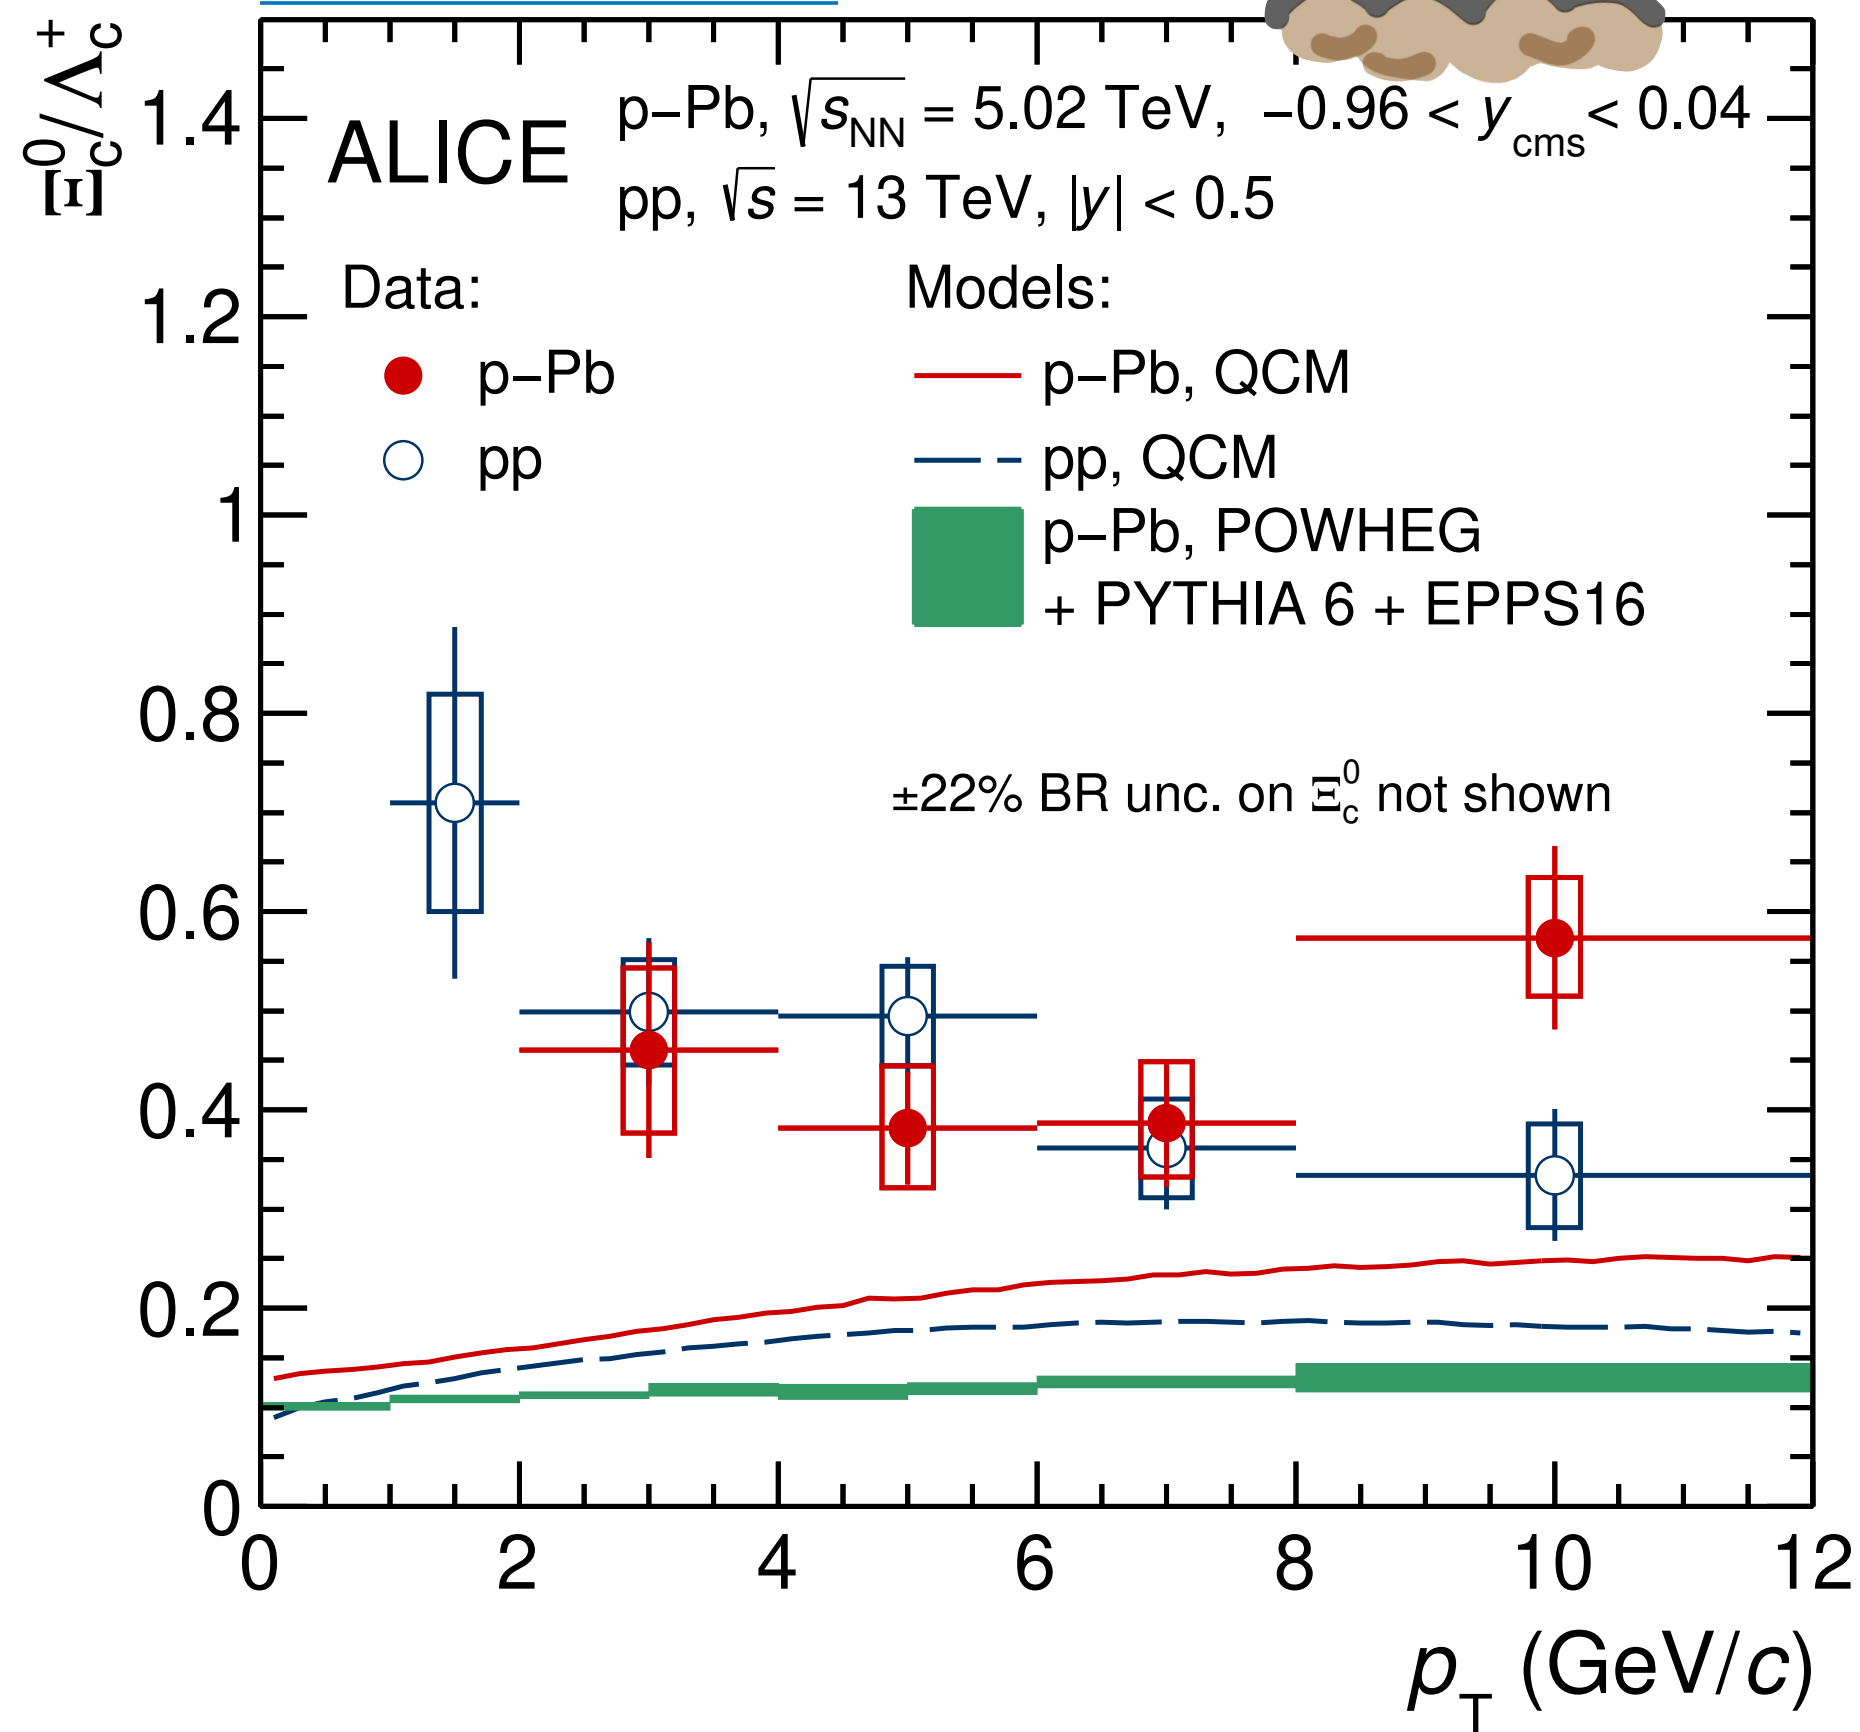 Ξ⁰c/Λc⁺
ALICE
p−Pb, √sNN = 5.02 TeV, −0.96 < ycms < 0.04
pp, √s = 13 TeV, |y| < 0.5
Data:
p−Pb
pp
Models:
p−Pb, QCM
pp, QCM
p−Pb, POWHEG
+ PYTHIA 6 + EPPS16
±22% BR unc. on Ξ⁰c not shown
1.4
1.2
1
0.8
0.6
0.4
0.2
0
0 2 4 6 8 10 12
pT (GeV/c)